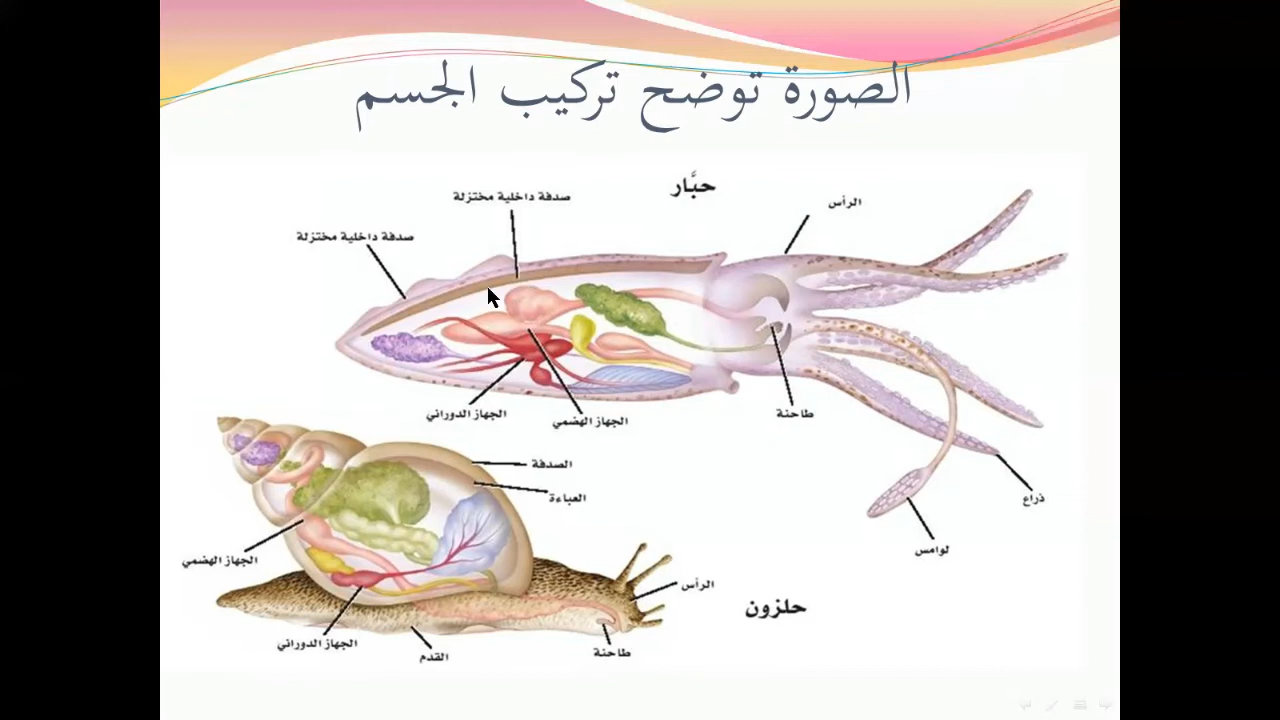 الصورة توضح تركيب الجسم
حبَّار
صدفة داخلية مختزلة
الرأس
صدفة داخلية مختزلة
الجهاز الدوراني
الجهاز الهضمي
طاحنة
الصدفة
العباءة
ذراع
لوامس
الجهاز الهضمي
الرأس
حلزون
الجهاز الدوراني
القدم
طاحنة